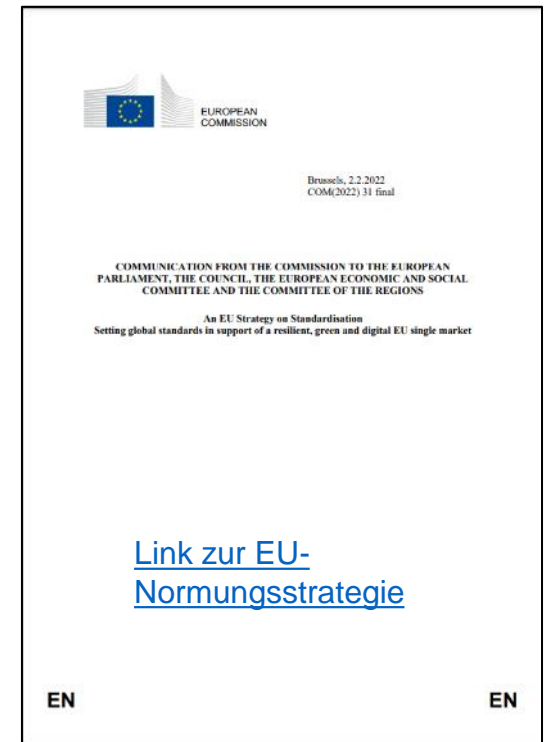 EUROPEAN
COMMISSION
Brussels, 2.2.2022
COM(2022) 31 final
COMMUNICATION FROM THE COMMISSION TO THE EUROPEAN
PARLIAMENT, THE COUNCIL, THE EUROPEAN ECONOMIC AND SOCIAL
COMMITTEE AND THE COMMITTEE OF THE REGIONS
An EU Strategy on Standardisation
Setting global standards in support of a resilient, green and digital EU single market
Link zur EU-
Normungsstrategie
EN EN